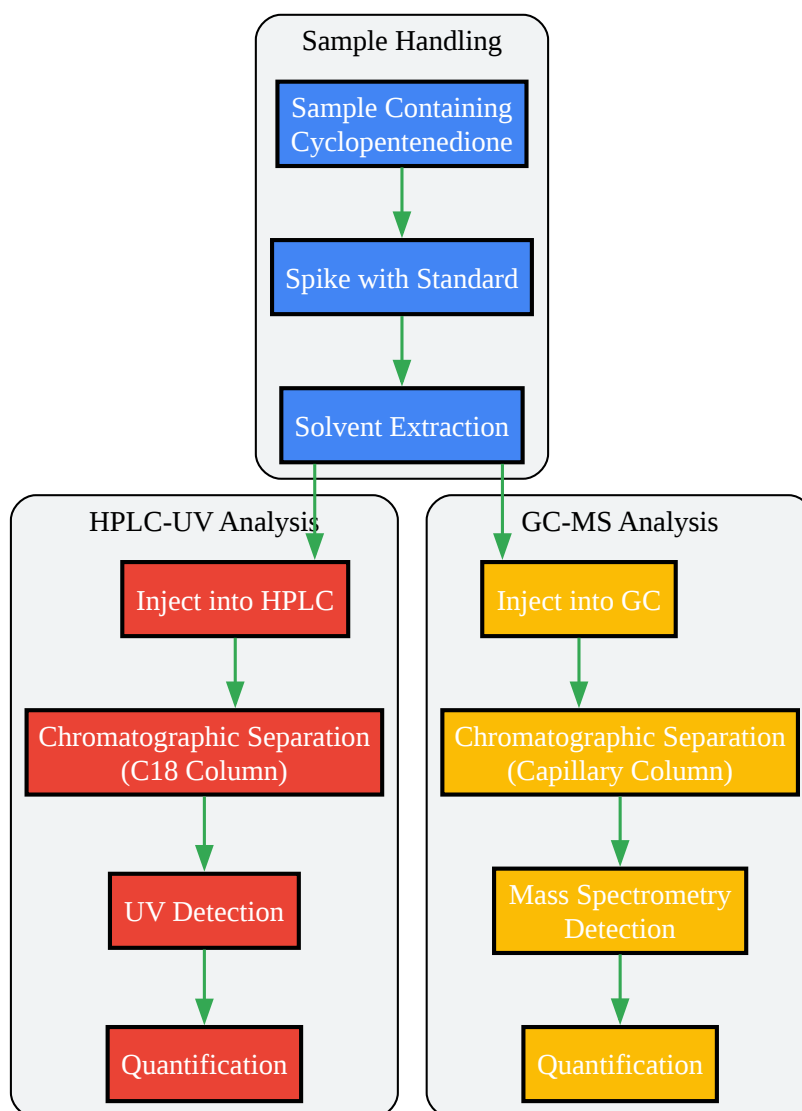 Sample Handling
Sample Containing
Cyclopentenedione
Spike with Standard
Solvent Extraction
HPLC-UV Analysis
Inject into HPLC
Chromatographic Separation
(C18 Column)
UV Detection
Quantification
GC-MS Analysis
Inject into GC
Chromatographic Separation
(Capillary Column)
Mass Spectrometry
Detection
Quantification